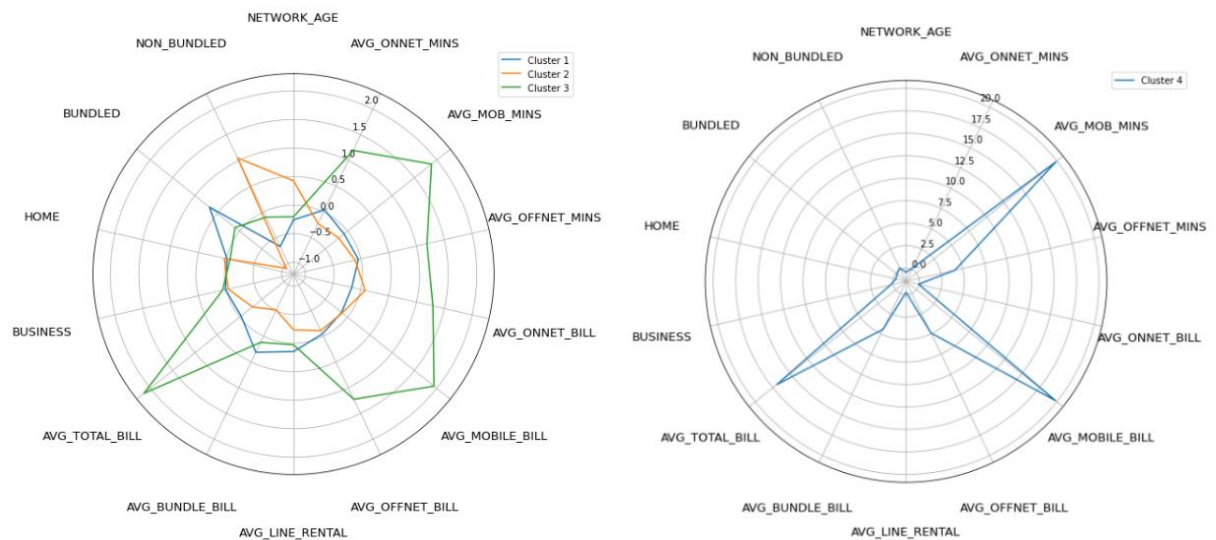 NETWORK_AGE
NON_BUNDLED
AVG_ONNET_MINS
Cluster 1
Cluster 2
Cluster 3
BUNDLED
AVG_MOB_MINS
HOME
AVG_OFFNET_MINS
BUSINESS
AVG_ONNET_BILL
AVG_TOTAL_BILL
AVG_MOBILE_BILL
AVG_BUNDLE_BILL
AVG_OFFNET_BILL
AVG_LINE_RENTAL
2.0
1.5
1.0
0.5
0.0
−0.5
−1.0
NETWORK_AGE
NON_BUNDLED
AVG_ONNET_MINS
Cluster 4
BUNDLED
AVG_MOB_MINS
HOME
AVG_OFFNET_MINS
BUSINESS
AVG_ONNET_BILL
AVG_TOTAL_BILL
AVG_MOBILE_BILL
AVG_BUNDLE_BILL
AVG_OFFNET_BILL
AVG_LINE_RENTAL
20.0
17.5
15.0
12.5
10.0
7.5
5.0
2.5
0.0